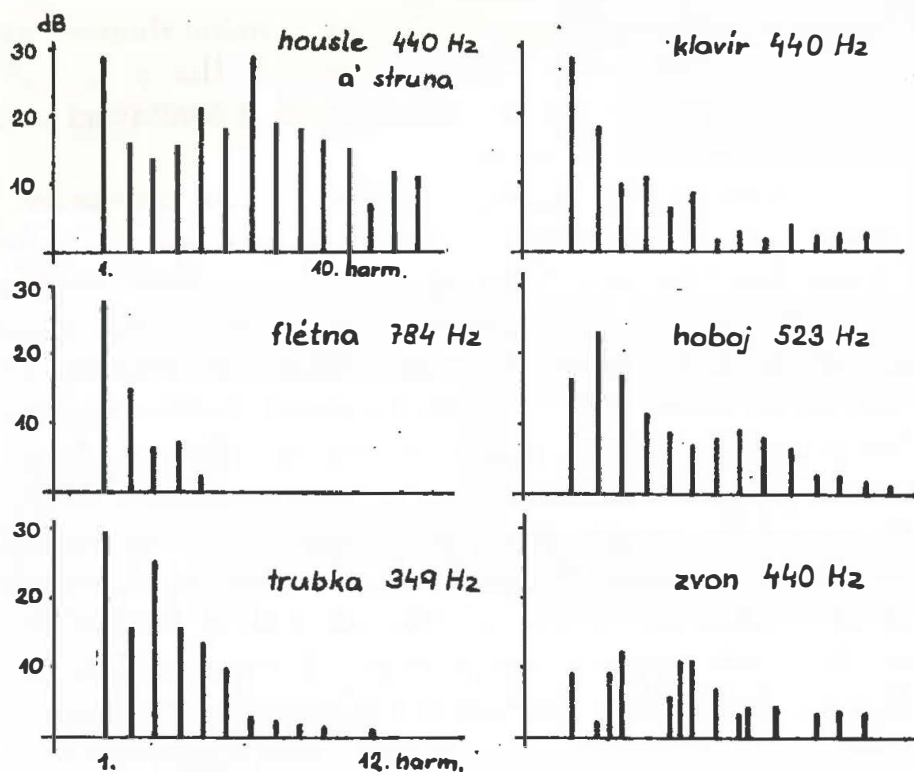 dB
30
20
10
housle 440 Hz
a' struna
1.
10. harm.
klavír 440 Hz
30
20
10
flétna 784 Hz
hoboj 523 Hz
30
20
10
trubka 349 Hz
1.
12. harm.
zvon 440 Hz